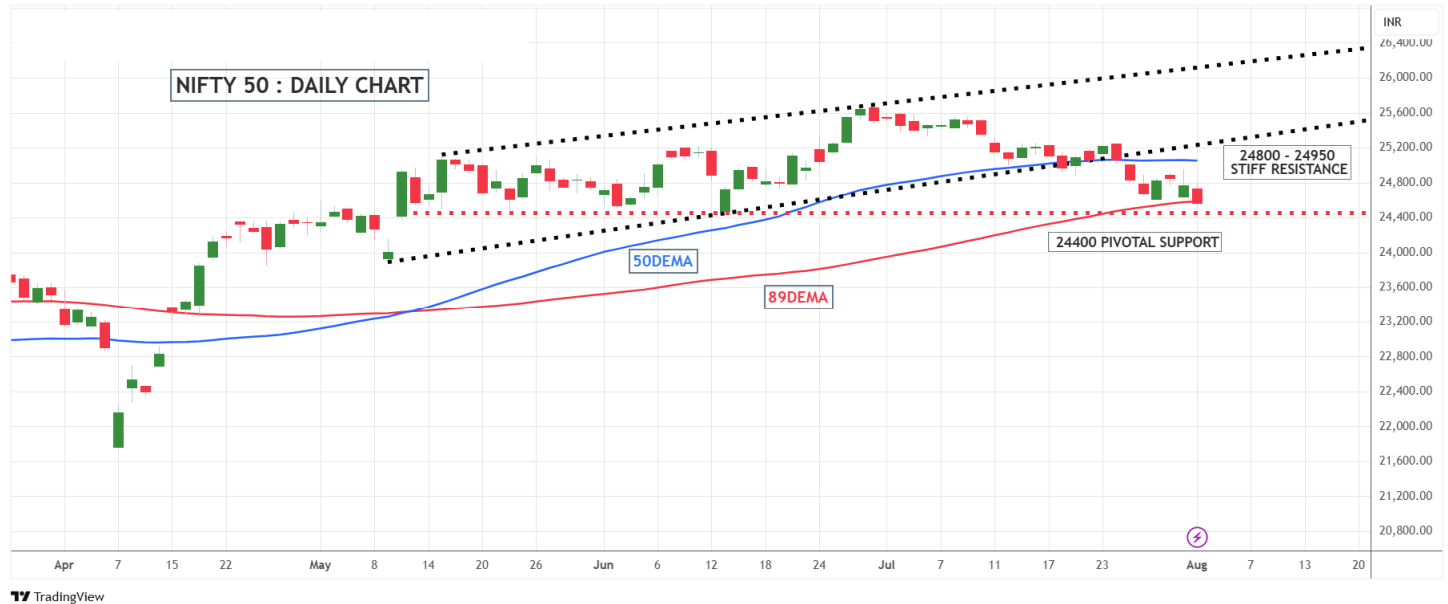 INR
26,400.00
NIFTY 50 : DAILY CHART
26,000.00
25,600.00
25,200.00
24800 - 24950
STIFF RESISTANCE
24,800.00
24,400.00
24400 PIVOTAL SUPPORT
24,000.00
50DEMA
89DEMA
23,600.00
23,200.00
22,800.00
22,400.00
22,000.00
21,600.00
21,200.00
20,800.00
Apr 7 15 22 May 8 14 20 Jun 6 12 18 24 Jul 7 11 17 23 Aug 7 13 20
TradingView